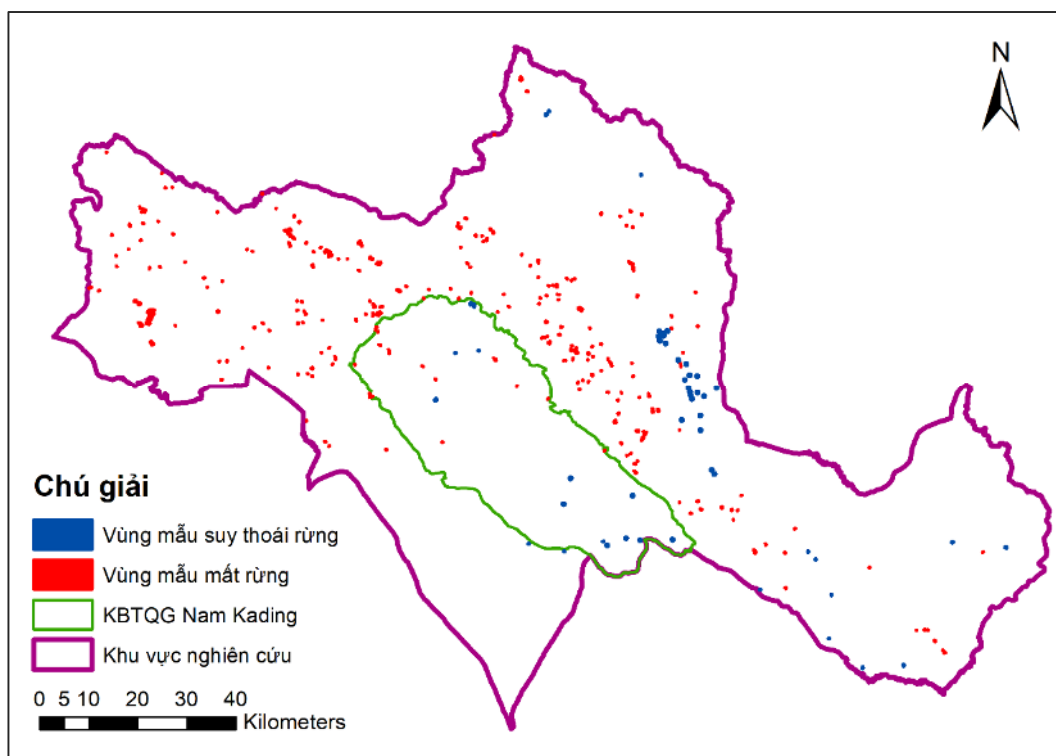 N
Chú giải
Vùng mẫu suy thoái rừng
Vùng mẫu mất rừng
KBTQG Nam Kading
Khu vực nghiên cứu
0 5 10 20 30 40
Kilometers